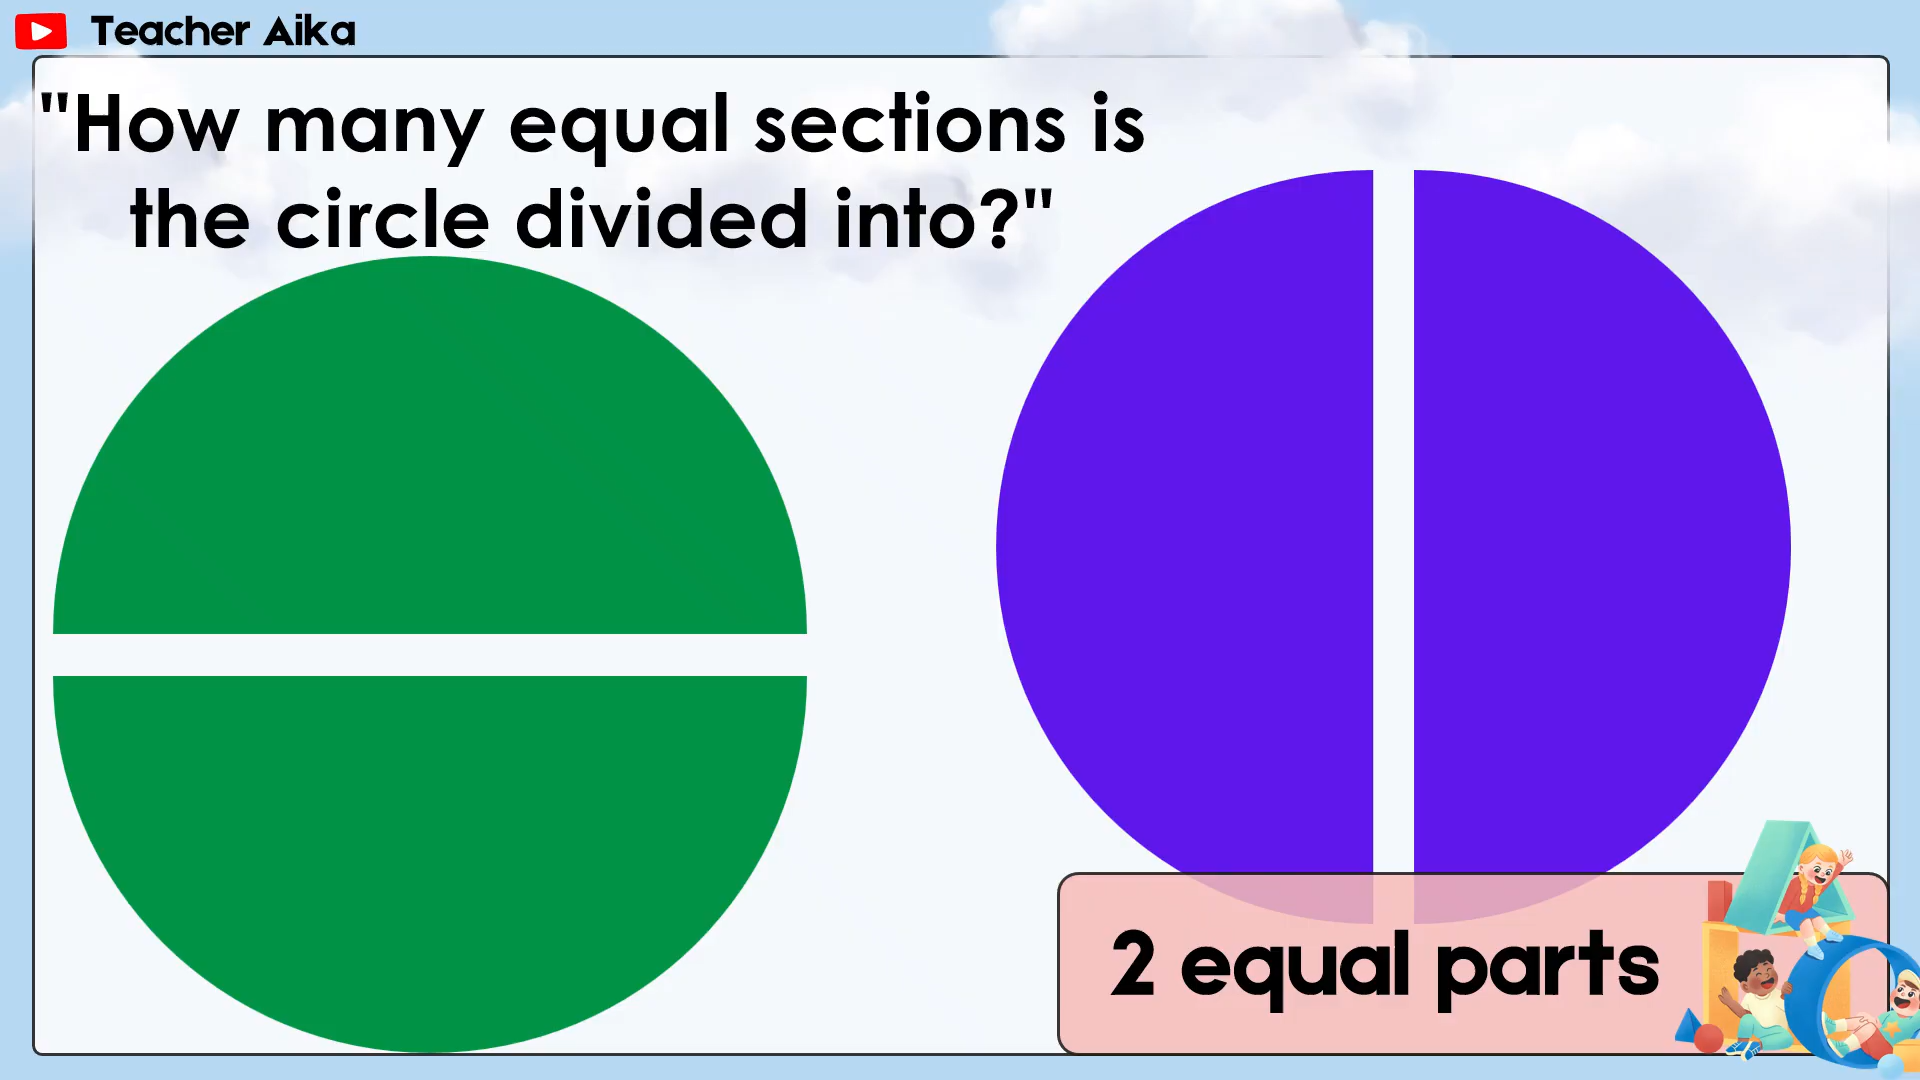 Teacher Aika
"How many equal sections is
the circle divided into?"
2 equal parts